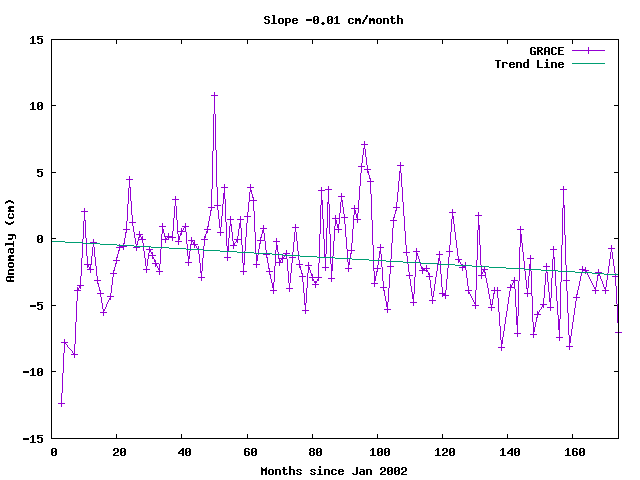 Slope -0.01 cm/month
GRACE
Trend Line
15
10
5
0
-5
-10
-15
Anomaly (cm)
0 20 40 60 80 100 120 140 160
Months since Jan 2002